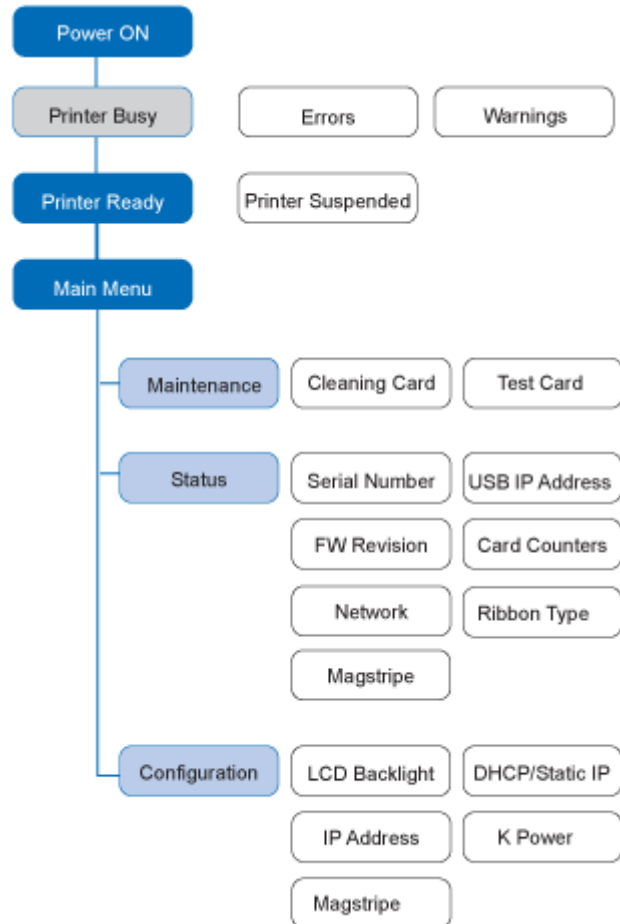 Power ON
Printer Busy
Errors
Warnings
Printer Ready
Printer Suspended
Main Menu
Maintenance
Cleaning Card
Test Card
Status
Serial Number
USB IP Address
FW Revision
Card Counters
Network
Ribbon Type
Magstripe
Configuration
LCD Backlight
DHCP/Static IP
IP Address
K Power
Magstripe